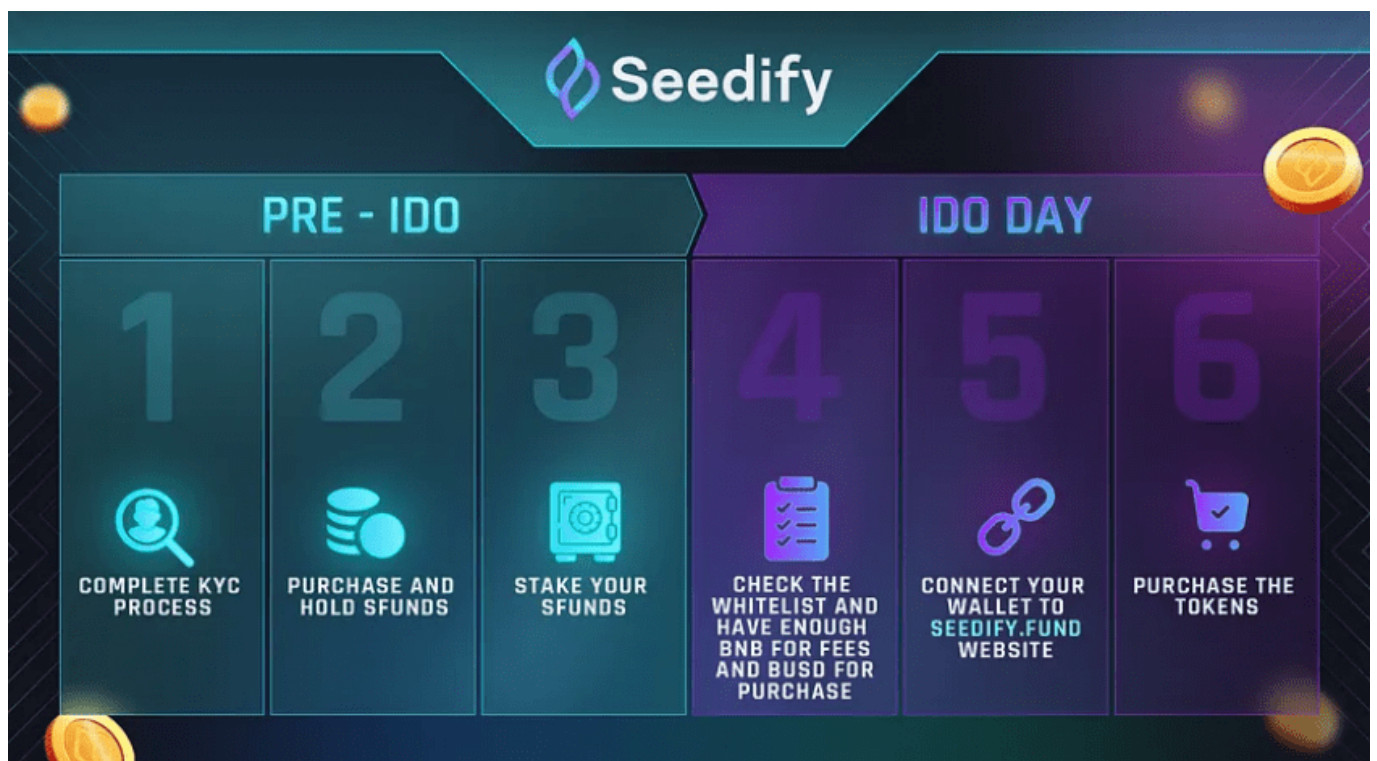 Seedify
PRE - IDO
IDO DAY
1
2
3
4
5
6
COMPLETE KYC
PROCESS
PURCHASE AND
HOLD SFUNDS
STAKE YOUR
SFUNDS
CHECK THE
WHITELIST AND
HAVE ENOUGH
BNB FOR FEES
AND BUSD FOR
PURCHASE
CONNECT YOUR
WALLET TO
SEEDIFY.FUND
WEBSITE
PURCHASE THE
TOKENS